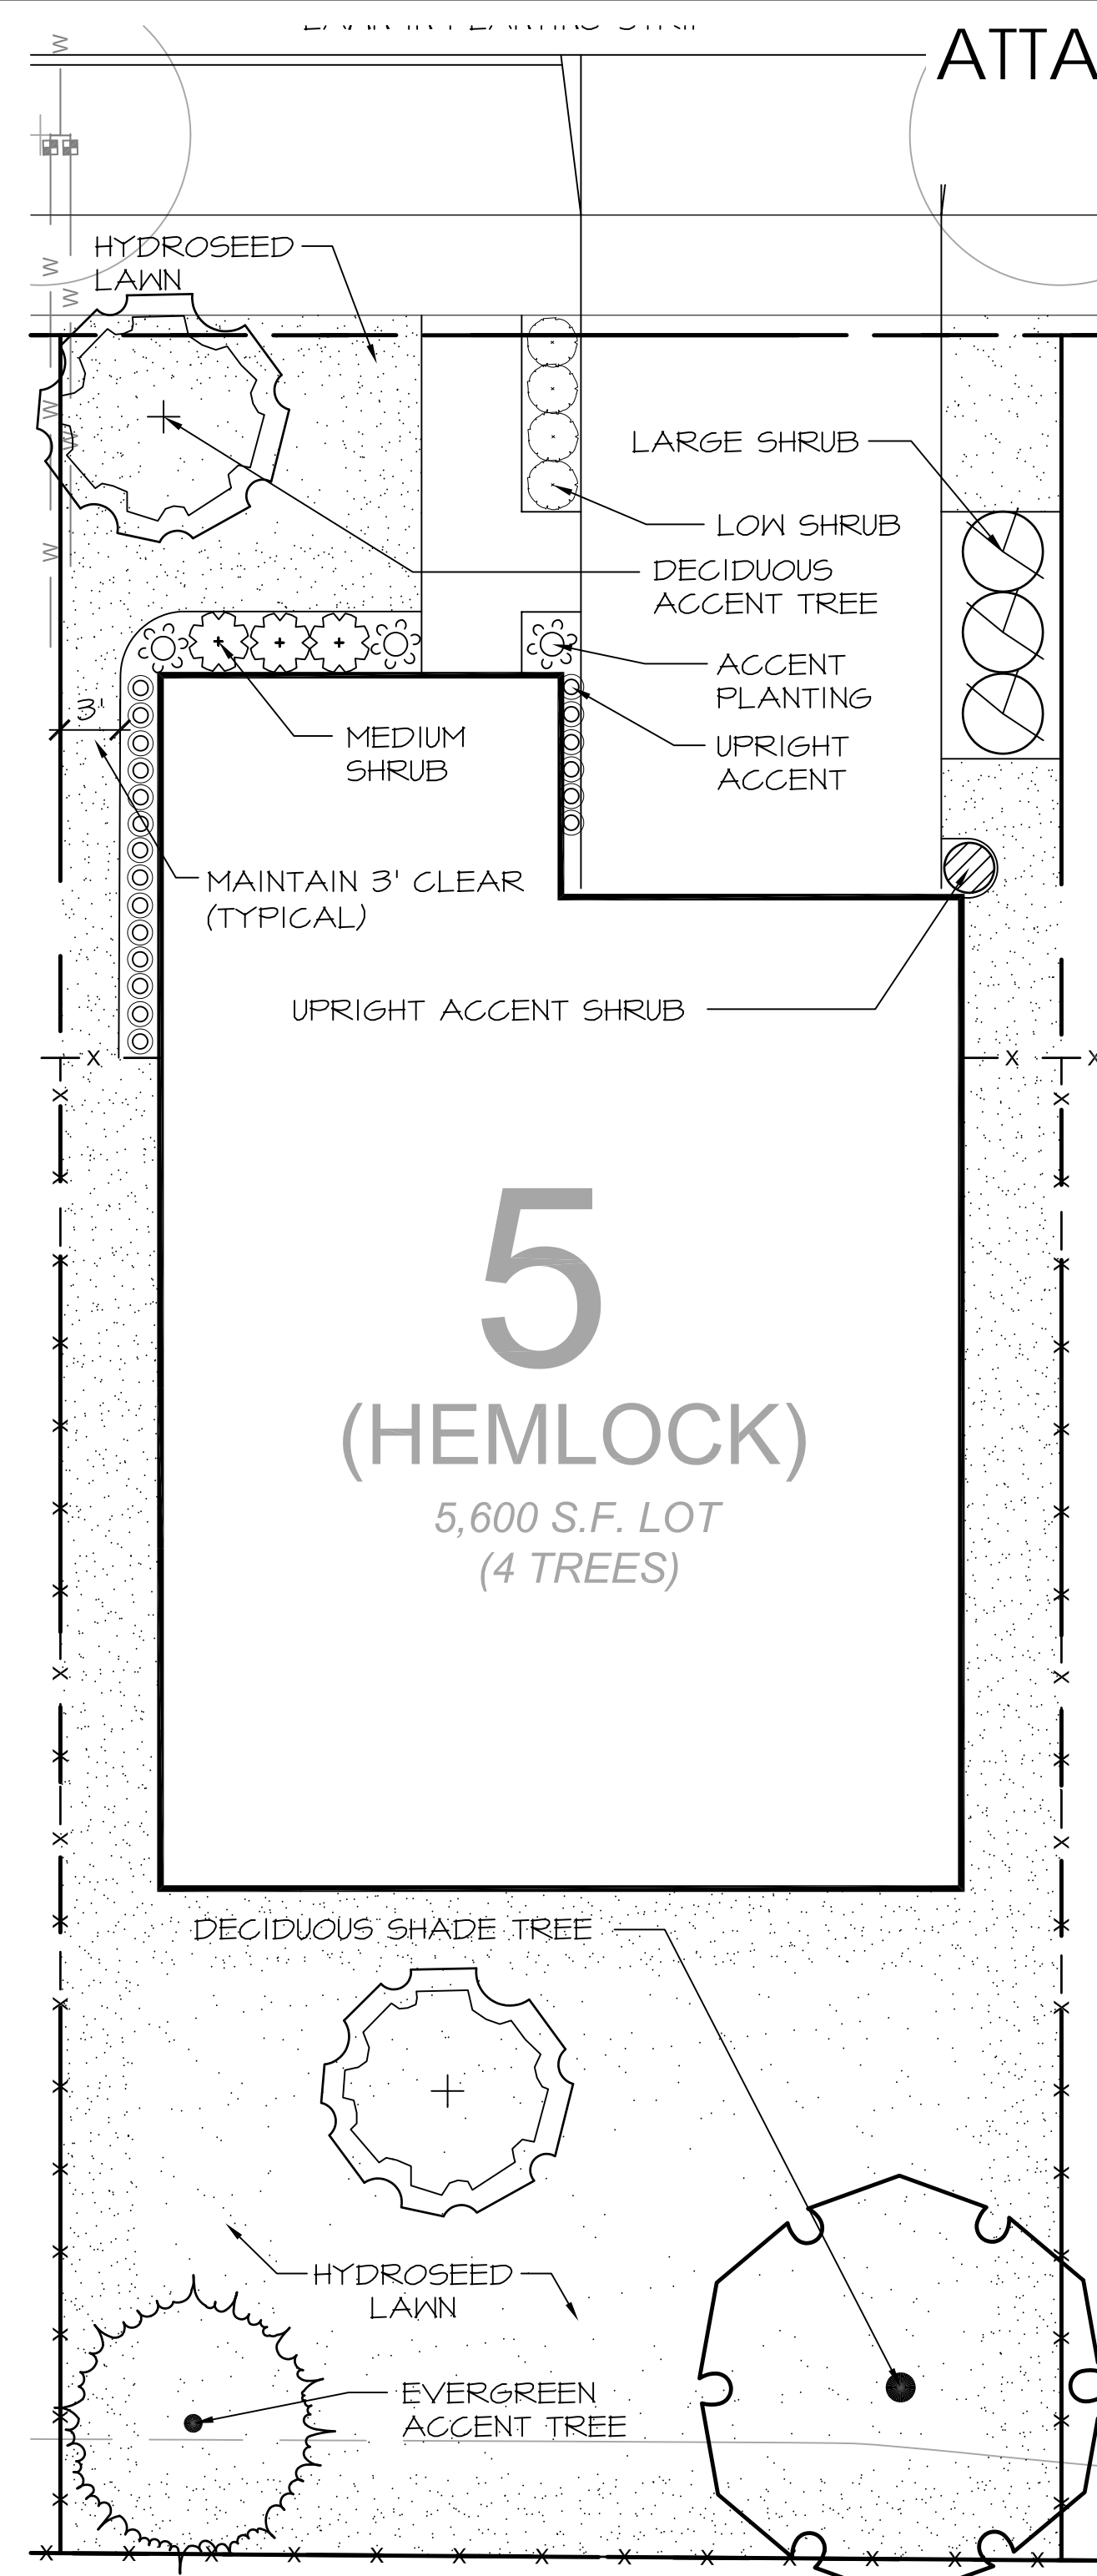 ATTA
HYDROSEED
LAWN
LARGE SHRUB
LOW SHRUB
DECIDUOUS
ACCENT TREE
ACCENT
PLANTING
UPRIGHT
ACCENT
3'
MEDIUM
SHRUB
MAINTAIN 3' CLEAR
(TYPICAL)
UPRIGHT ACCENT SHRUB
5
(HEMLOCK)
5,600 S.F. LOT
(4 TREES)
DECIDUOUS SHADE TREE
HYDROSEED
LAWN
EVERGREEN
ACCENT TREE